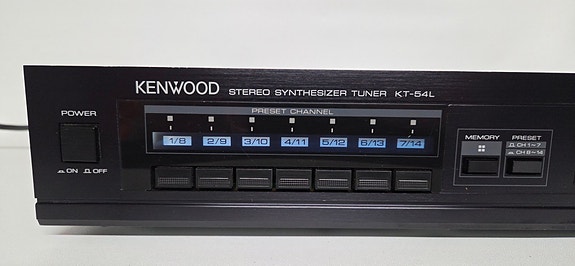 KENWOOD STEREO SYNTHESIZER TUNER KT-54L
PRESET CHANNEL
POWER
1/8 2/9 3/10 4/11 5/12 6/13 7/14
MEMORY PRESET
CH 1~7
CH 8~14
ON OFF